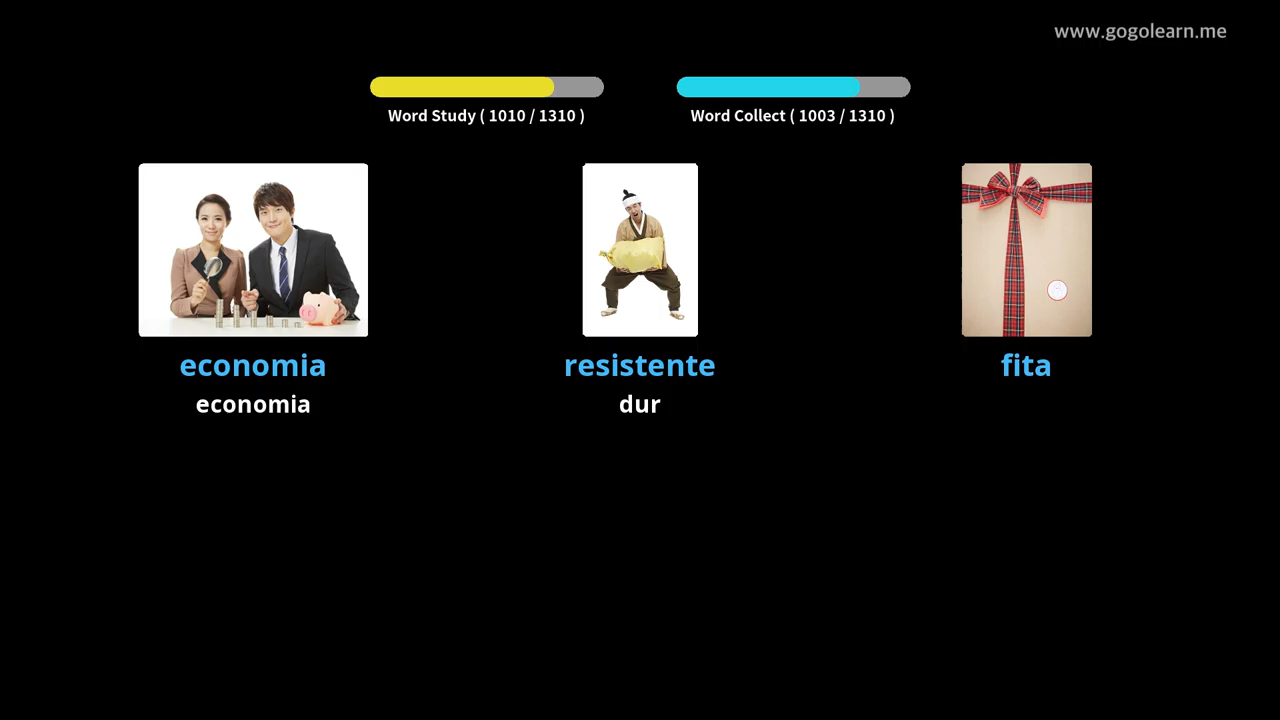 www.gogolearn.me
Word Study ( 1010 / 1310 )
Word Collect ( 1003 / 1310 )
economia
economia
resistente
dur
fita